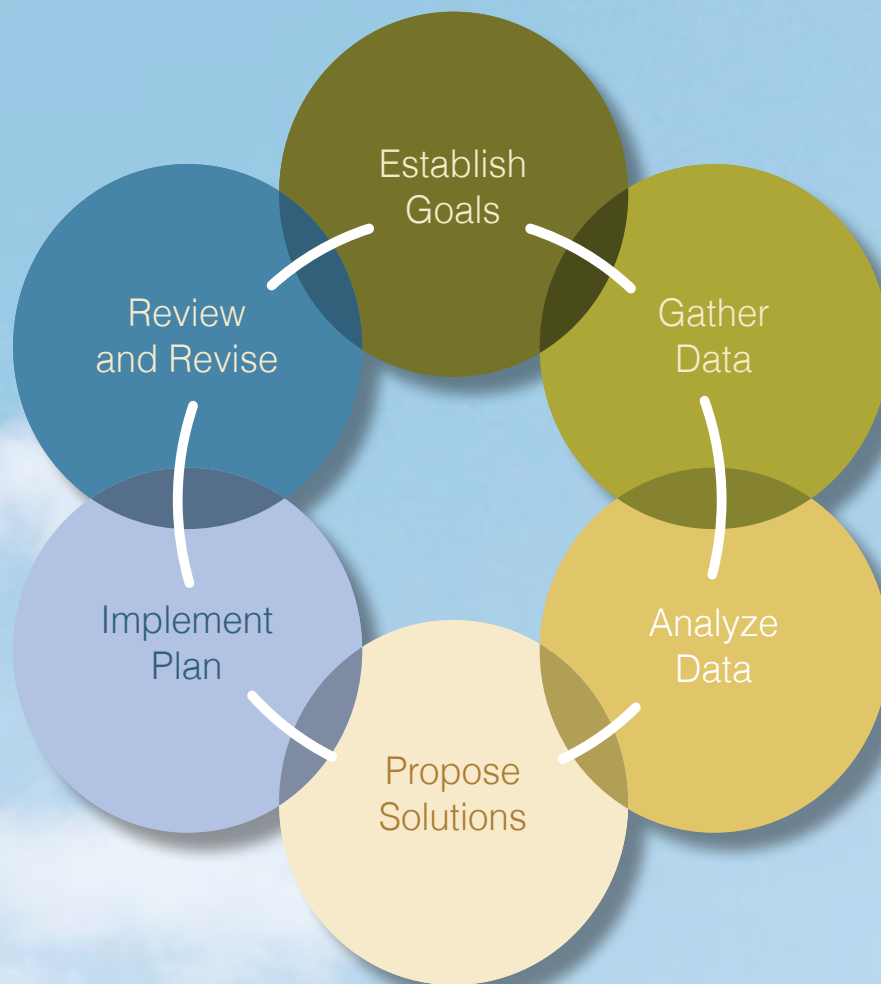 Establish
Goals
Gather
Data
Analyze
Data
Propose
Solutions
Implement
Plan
Review
and Revise